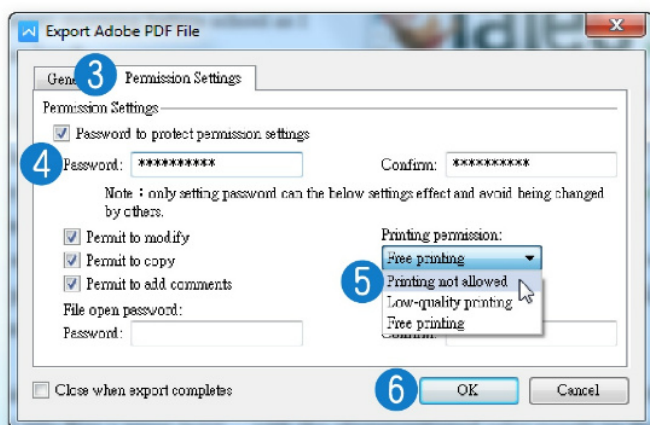 Export Adobe PDF File
3 Permission Settings
Permission Settings
Password to protect permission settings
4 Password: ********** Confirm: **********
Note : only setting password can the below settings effect and avoid being changed
by others.
Permit to modify Printing permission:
Permit to copy Free printing
Permit to add comments 5 Printing not allowed
File open password: Low-quality printing
Password: Free printing
Close when export completes 6 OK Cancel